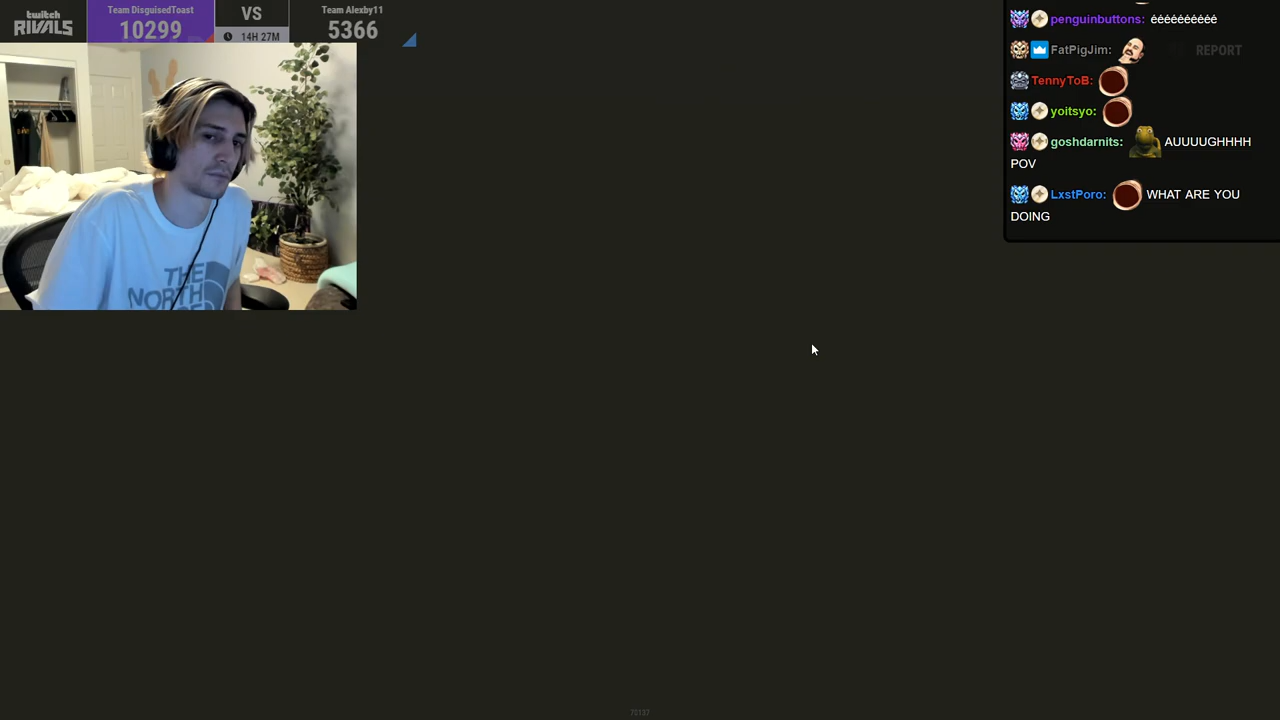 twitch
RIVALS
Team DisguisedToast
10299
VS
14H 27M
Team Alexby11
5366
penguinbuttons: éééééééééé
FatPigJim:
REPORT
TennyToB:
yoitsyo:
goshdarnits: AUUUUGHHHH
POV
LxstPoro: WHAT ARE YOU
DOING
THE
NORTH
70137